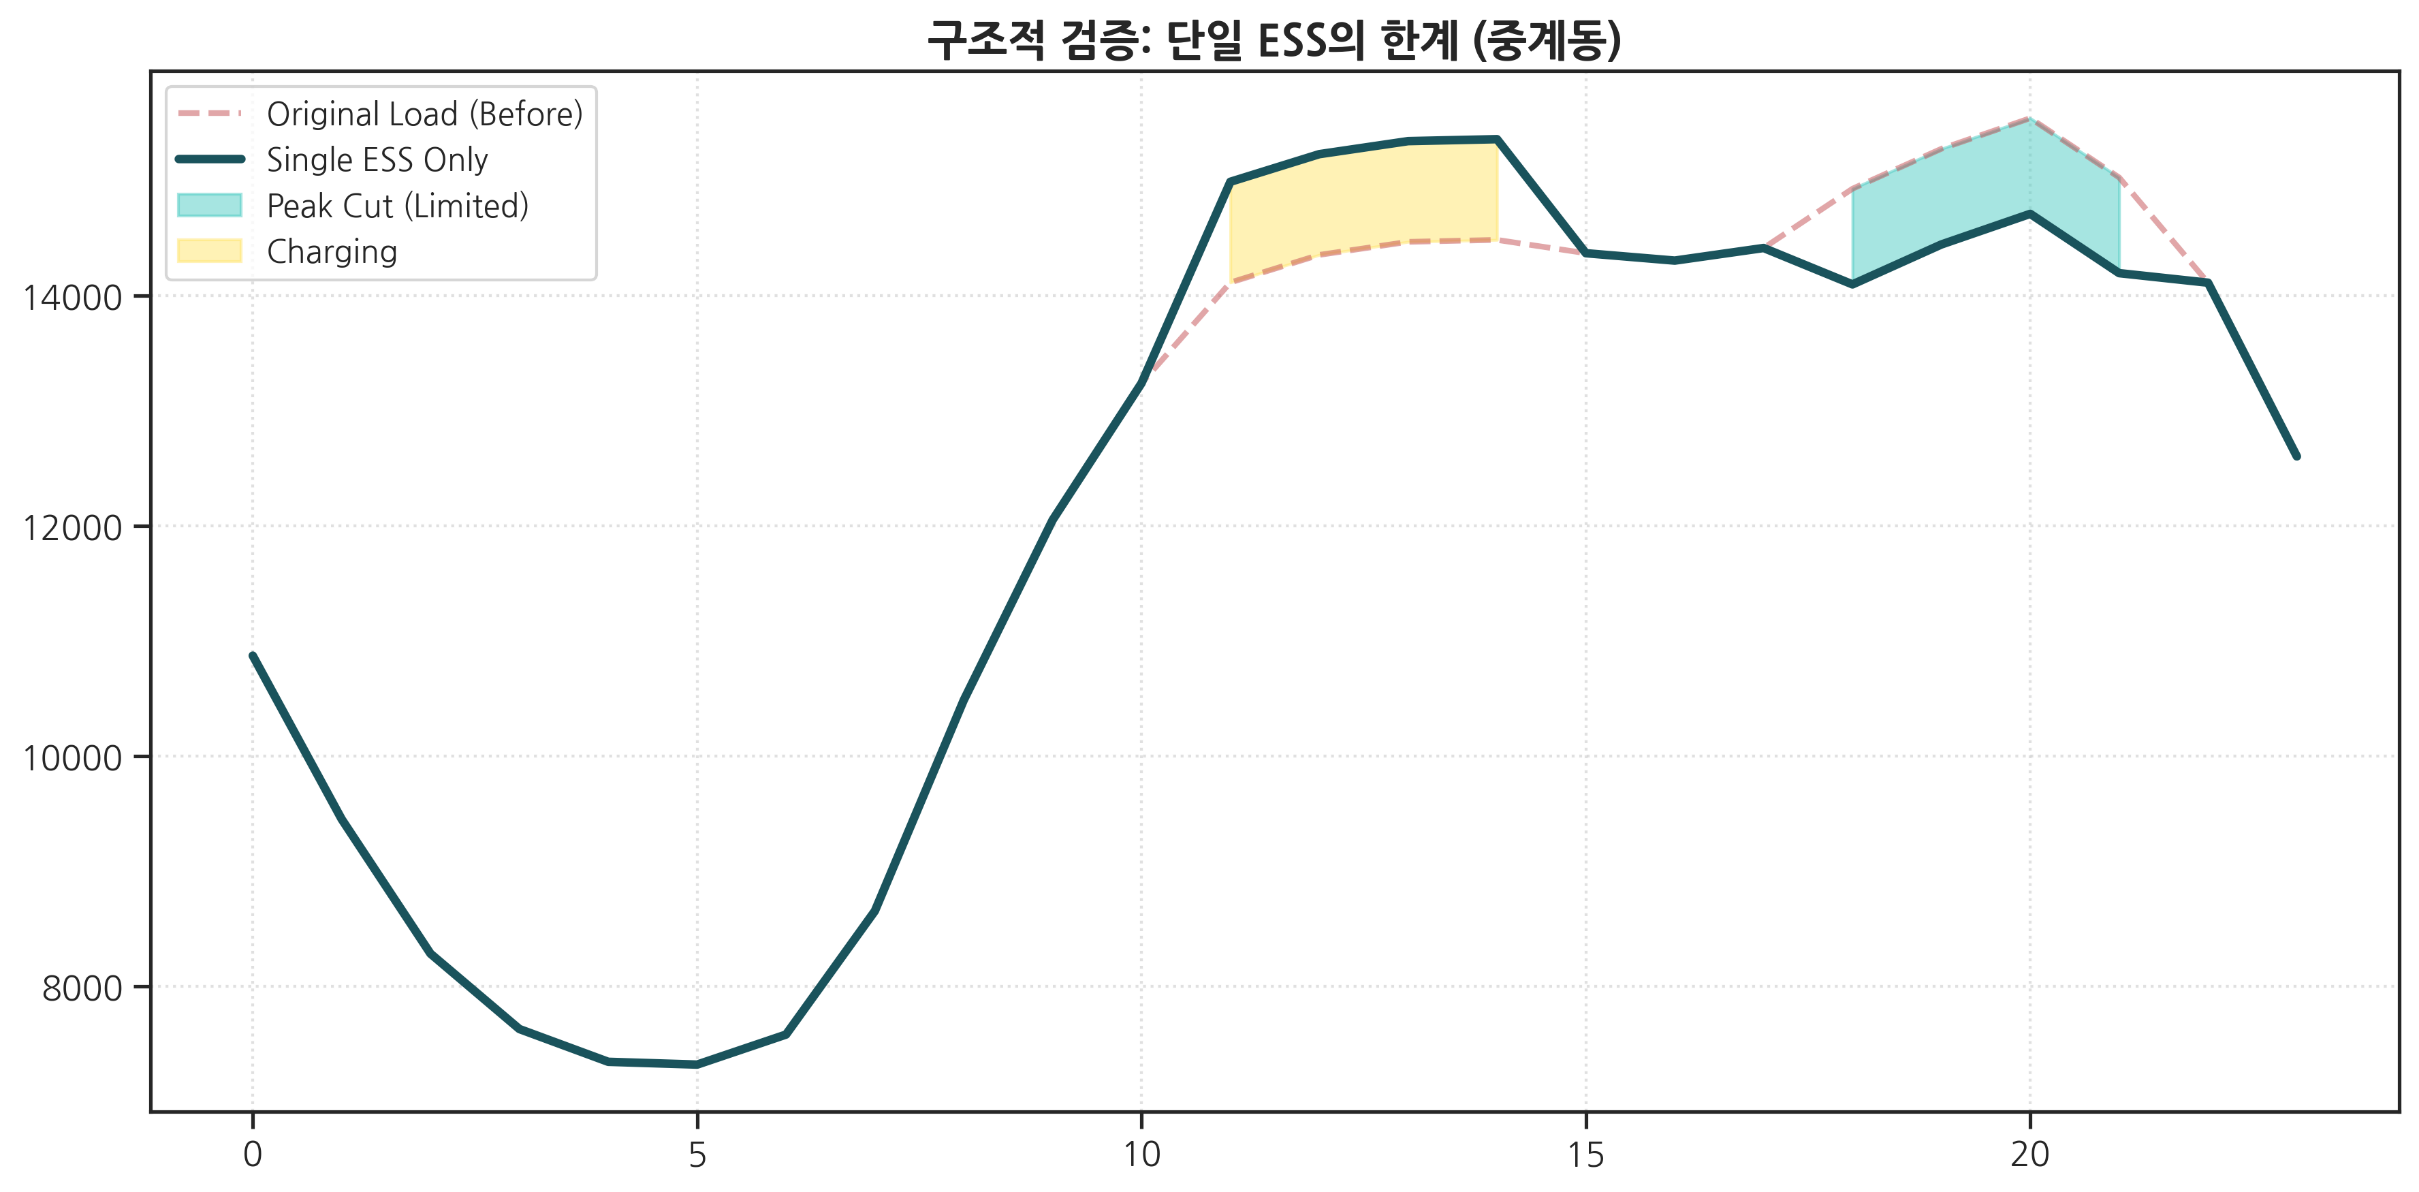 구조적 검증: 단일 ESS의 한계 (중계동)
Original Load (Before)
Single ESS Only
Peak Cut (Limited)
Charging
14000
12000
10000
8000
0
5
10
15
20